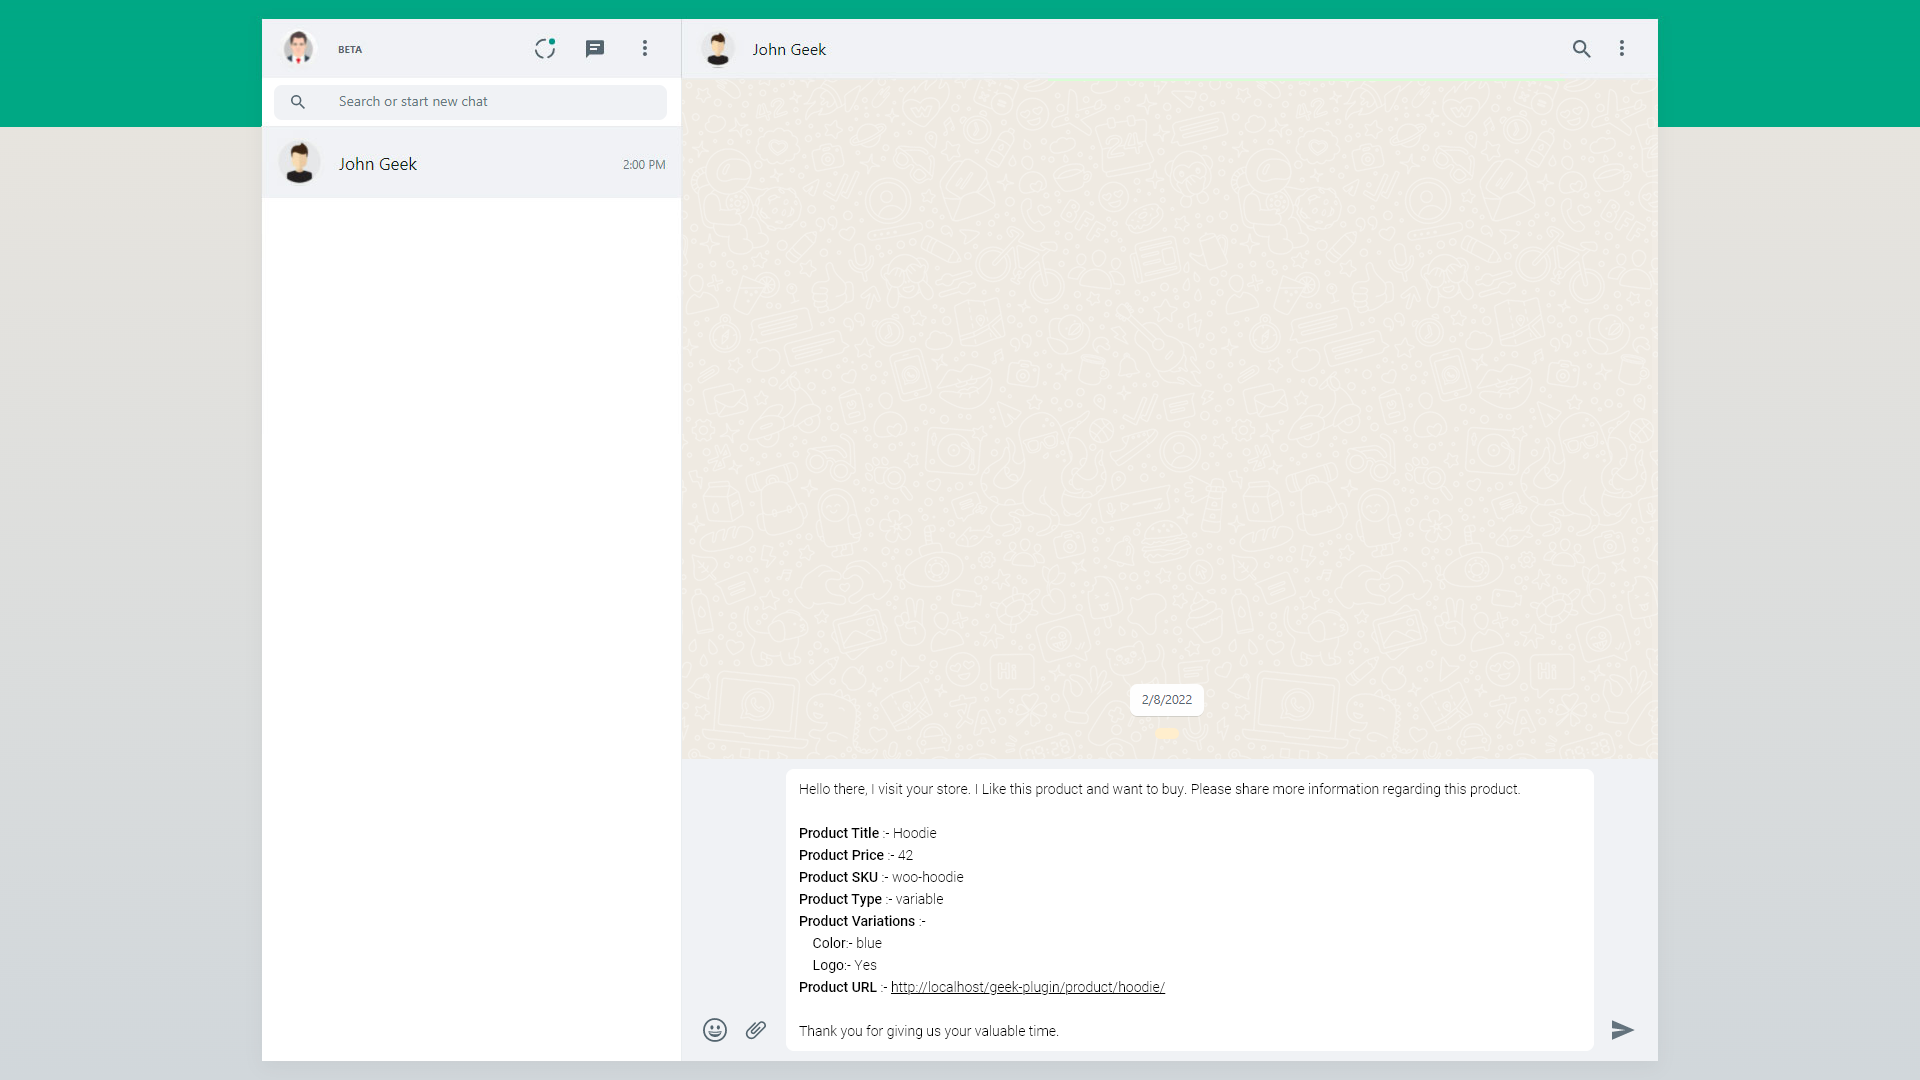 BETA
John Geek
Search or start new chat
John Geek
2:00 PM
2/8/2022
Hello there, I visit your store. I Like this product and want to buy. Please share more information regarding this product.
Product Title :- Hoodie
Product Price :- 42
Product SKU :- woo-hoodie
Product Type :- variable
Product Variations :-
Color:- blue
Logo:- Yes
Product URL :- http://localhost/geek-plugin/product/hoodie/
Thank you for giving us your valuable time.